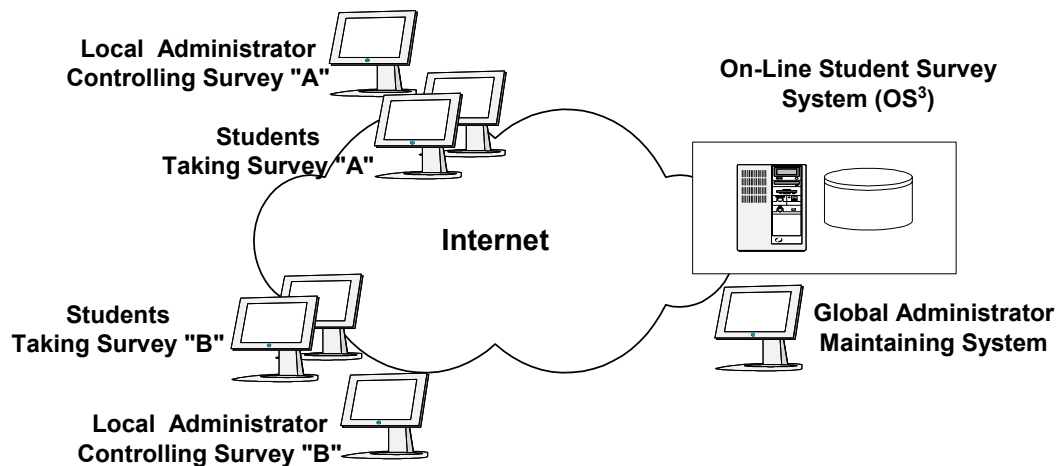 Local Administrator
Controlling Survey "A"
On-Line Student Survey
System (OS³)
Students
Taking Survey "A"
Internet
Students
Taking Survey "B"
Global Administrator
Maintaining System
Local Administrator
Controlling Survey "B"